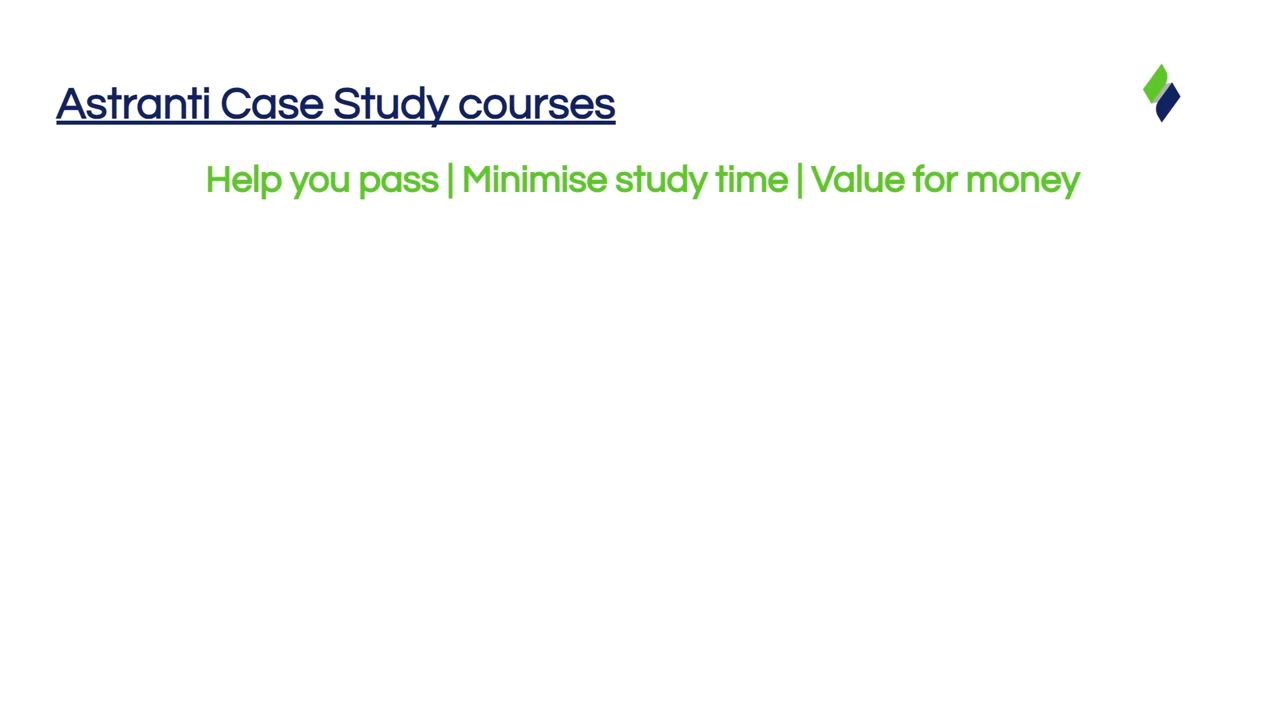 Astranti Case Study courses
Help you pass | Minimise study time | Value for money